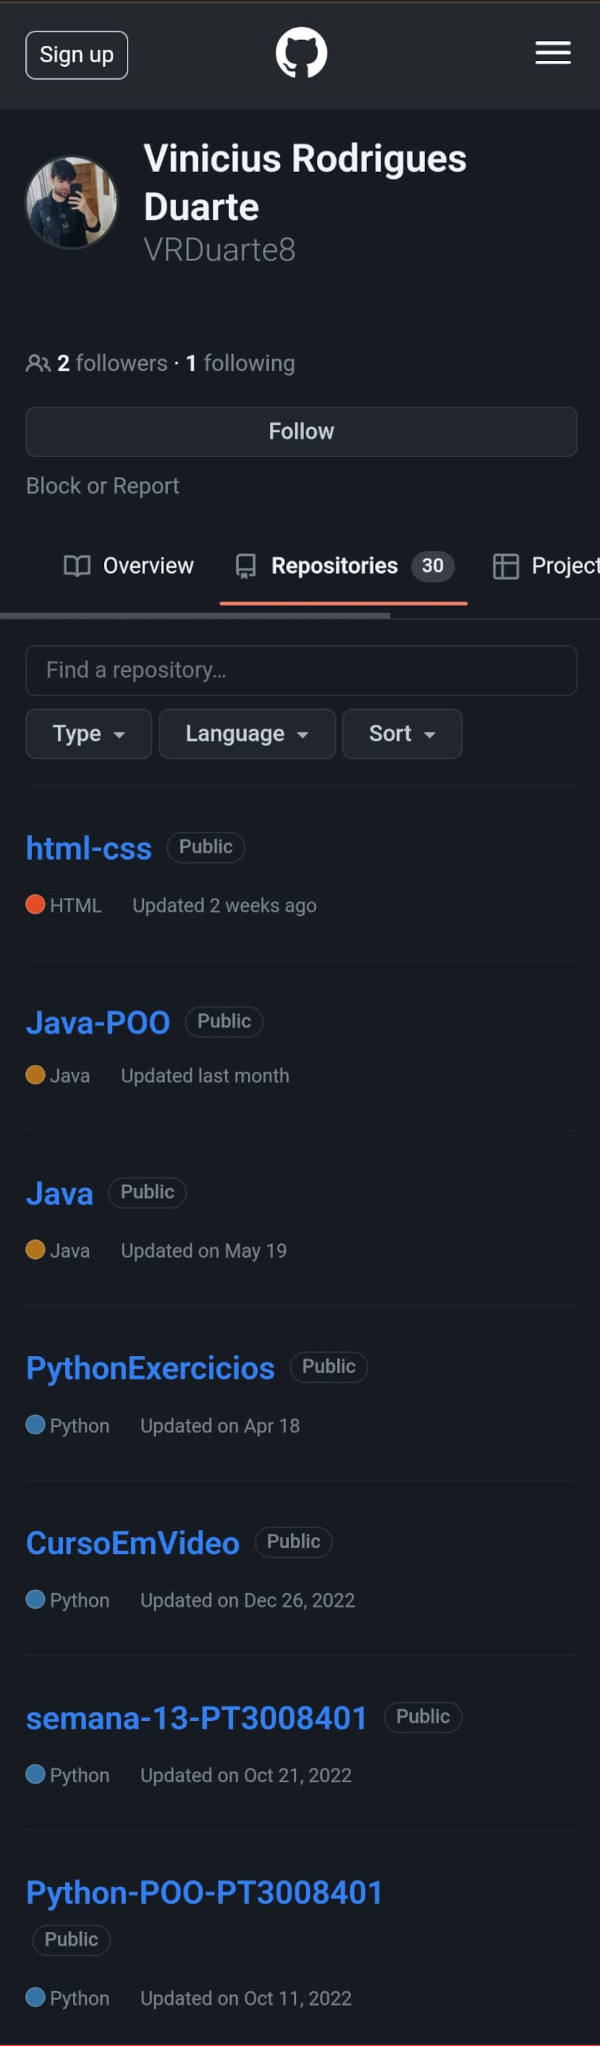 Sign up
Vinicius Rodrigues
Duarte
VRDuarte8
2 followers · 1 following
Follow
Block or Report
Overview Repositories 30 Project
Find a repository…
Type Language Sort
html-css Public
HTML Updated 2 weeks ago
Java-POO Public
Java Updated last month
Java Public
Java Updated on May 19
PythonExercicios Public
Python Updated on Apr 18
CursoEmVideo Public
Python Updated on Dec 26, 2022
semana-13-PT3008401 Public
Python Updated on Oct 21, 2022
Python-POO-PT3008401
Public
Python Updated on Oct 11, 2022